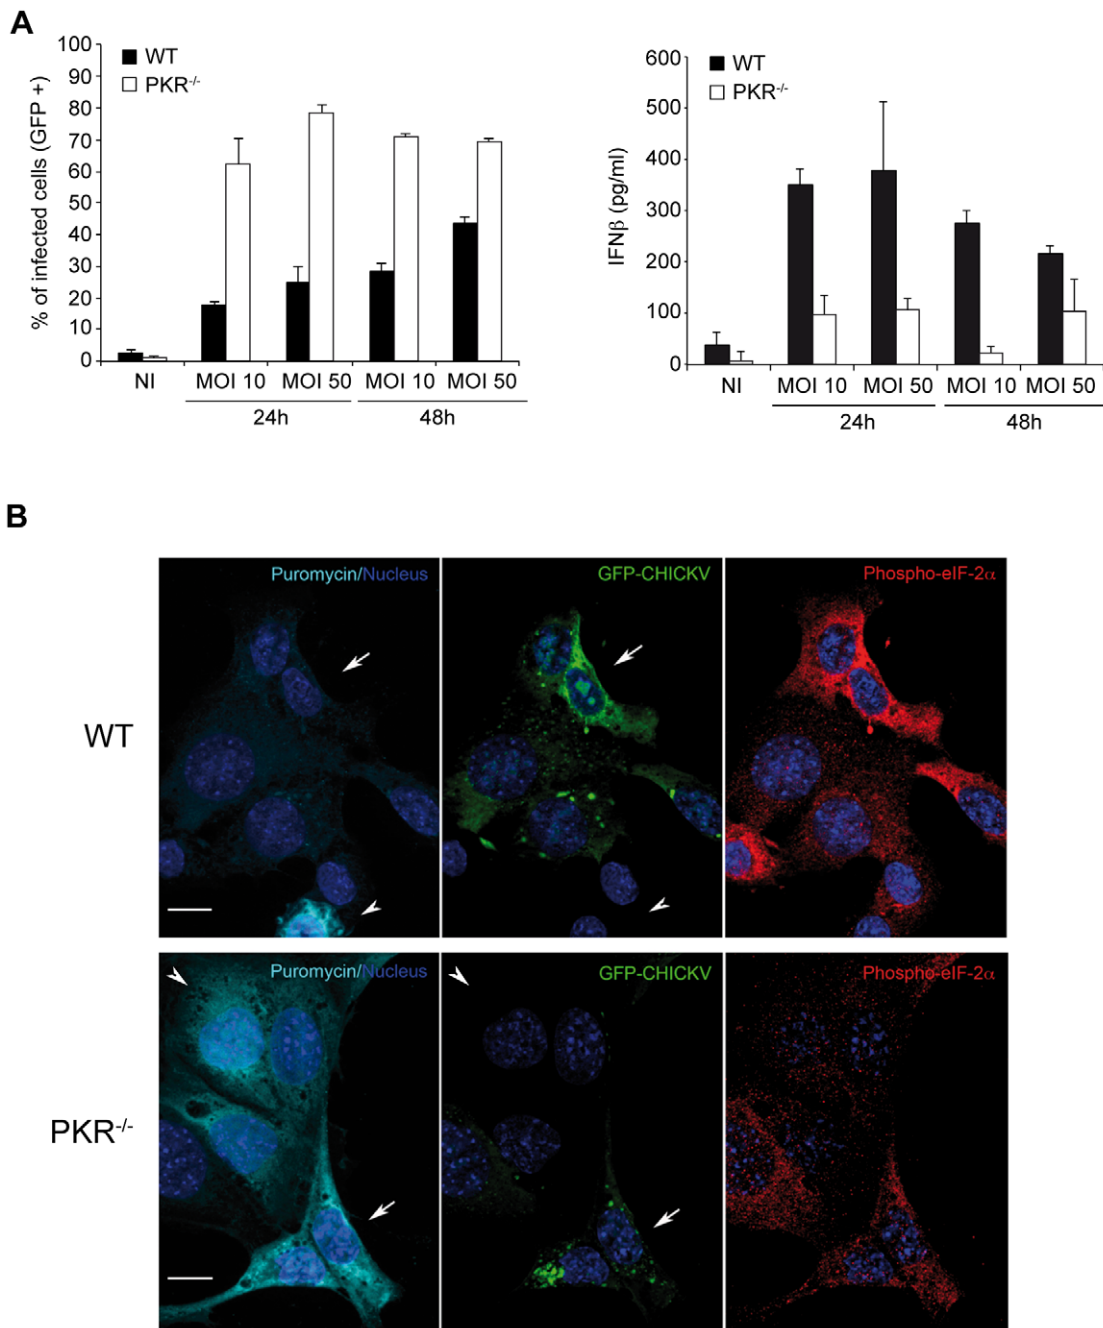 A
% of infected cells (GFP +)
100
90
80
70
60
50
40
30
20
10
0
WT
PKR-/-
NI
MOI 10
MOI 50
MOI 10
MOI 50
24h
48h
IFNβ (pg/ml)
600
500
400
300
200
100
0
WT
PKR-/-
NI
MOI 10
MOI 50
MOI 10
MOI 50
24h
48h
B
WT
Puromycin/Nucleus
GFP-CHICKV
Phospho-eIF-2α
PKR-/-
Puromycin/Nucleus
GFP-CHICKV
Phospho-eIF-2α